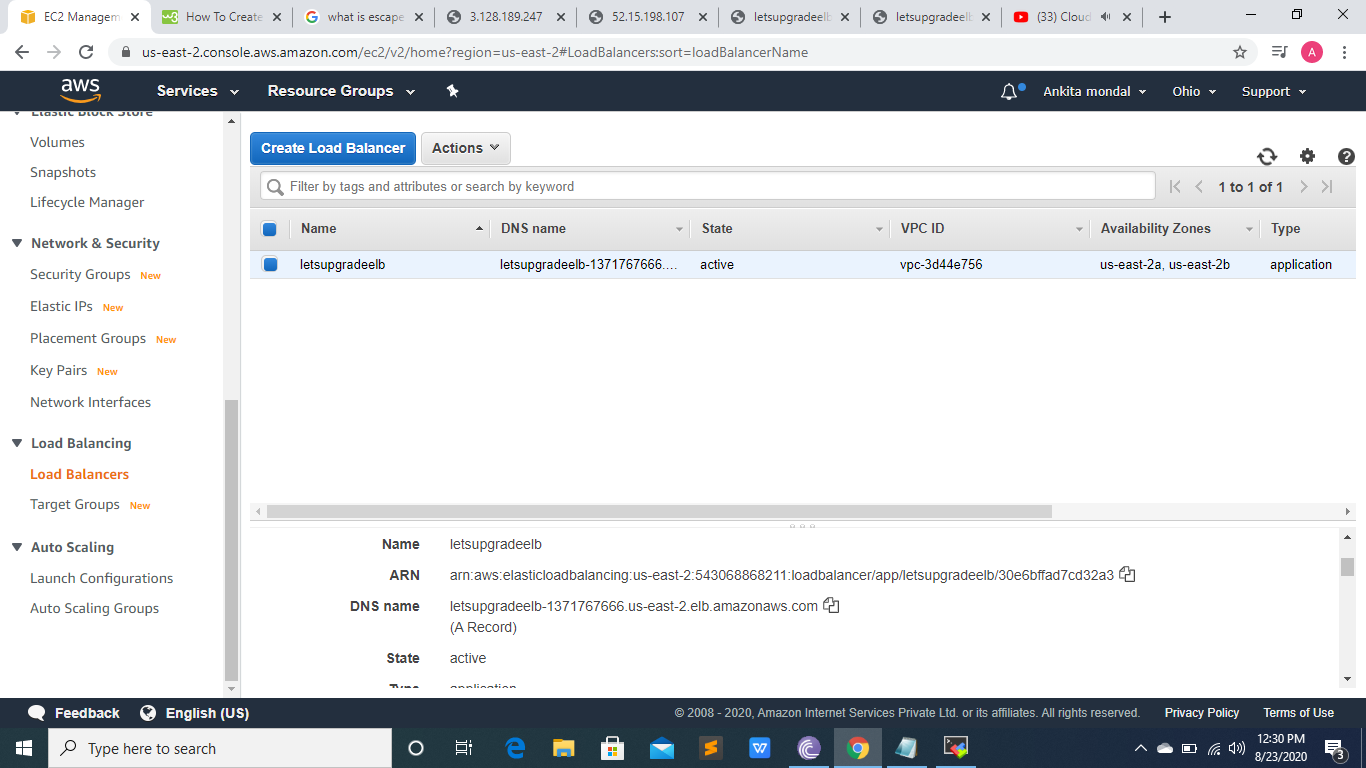 EC2 Managem
How To Create
what is escape
3.128.189.247
52.15.198.107
letsupgradeelb
letsupgradeelb
(33) Cloud
us-east-2.console.aws.amazon.com/ec2/v2/home?region=us-east-2#LoadBalancers:sort=loadBalancerName
A
aws
Services
Resource Groups
Ankita mondal
Ohio
Support
Elastic Block Store
Volumes
Snapshots
Lifecycle Manager
Network & Security
Security Groups New
Elastic IPs New
Placement Groups New
Key Pairs New
Network Interfaces
Load Balancing
Load Balancers
Target Groups New
Auto Scaling
Launch Configurations
Auto Scaling Groups
Create Load Balancer
Actions
Filter by tags and attributes or search by keyword
1 to 1 of 1
Name DNS name State VPC ID Availability Zones Type
letsupgradeelb letsupgradeelb-1371767666.... active vpc-3d44e756 us-east-2a, us-east-2b application
Name letsupgradeelb
ARN arn:aws:elasticloadbalancing:us-east-2:543068868211:loadbalancer/app/letsupgradeelb/30e6bffad7cd32a3
DNS name letsupgradeelb-1371767666.us-east-2.elb.amazonaws.com
(A Record)
State active
Type application
Feedback
English (US)
© 2008 - 2020, Amazon Internet Services Private Ltd. or its affiliates. All rights reserved.
Privacy Policy
Terms of Use
Type here to search
12:30 PM
8/23/2020
3